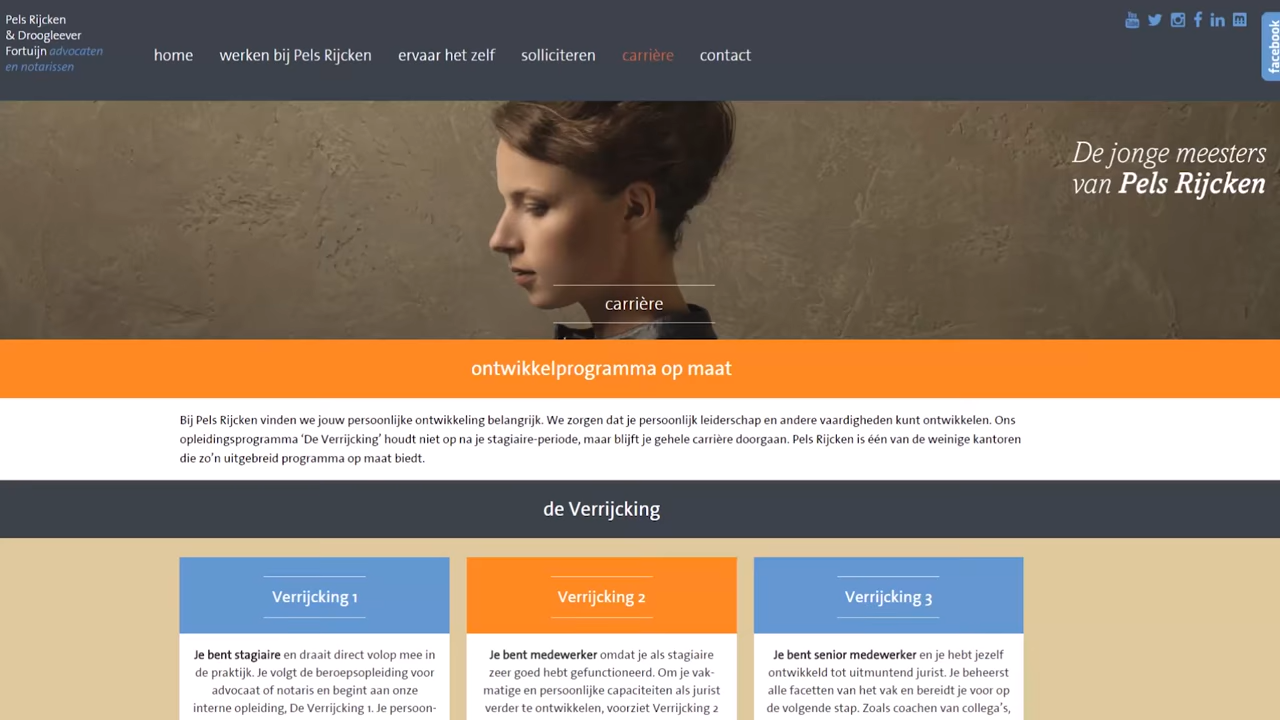 Pels Rijcken
& Droogleever
Fortuijn advocaten
en notarissen
home werken bij Pels Rijcken ervaar het zelf solliciteren carrière contact
facebook
De jonge meesters
van Pels Rijcken
carrière
ontwikkelprogramma op maat
Bij Pels Rijcken vinden we jouw persoonlijke ontwikkeling belangrijk. We zorgen dat je persoonlijk leiderschap en andere vaardigheden kunt ontwikkelen. Ons
opleidingsprogramma ‘De Verrijcking’ houdt niet op na je stagiaire-periode, maar blijft je gehele carrière doorgaan. Pels Rijcken is één van de weinige kantoren
die zo’n uitgebreid programma op maat biedt.
de Verrijcking
Verrijcking 1
Je bent stagiaire en draait direct volop mee in
de praktijk. Je volgt de beroepsopleiding voor
advocaat of notaris en begint aan onze
interne opleiding, De Verrijcking 1. Je persoon-
Verrijcking 2
Je bent medewerker omdat je als stagiaire
zeer goed hebt gefunctioneerd. Om je vak-
matige en persoonlijke capaciteiten als jurist
verder te ontwikkelen, voorziet Verrijcking 2
Verrijcking 3
Je bent senior medewerker en je hebt jezelf
ontwikkeld tot uitmuntend jurist. Je beheerst
alle facetten van het vak en bereidt je voor op
de volgende stap. Zoals coachen van collega’s,